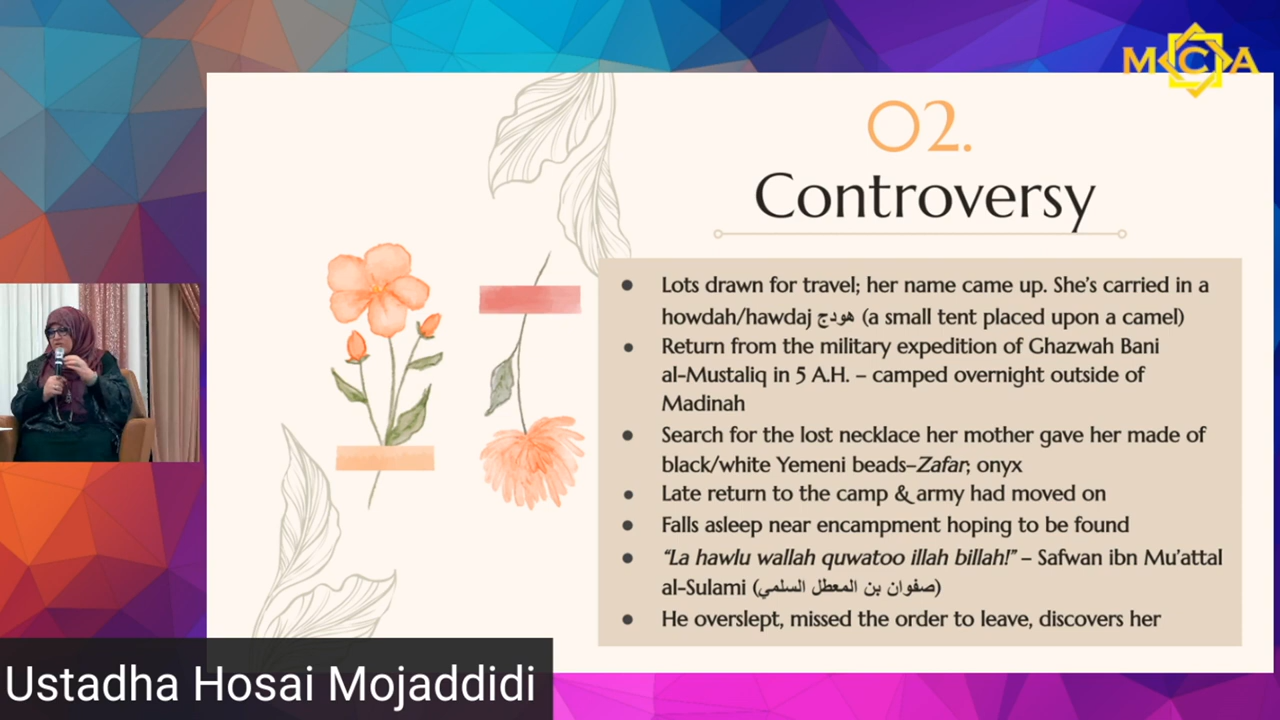 MCA
02.
Controversy
● Lots drawn for travel; her name came up. She’s carried in a
howdah/hawdaj هودج (a small tent placed upon a camel)
● Return from the military expedition of Ghazwah Bani
al-Mustaliq in 5 A.H. – camped overnight outside of
Madinah
● Search for the lost necklace her mother gave her made of
black/white Yemeni beads–Zafar; onyx
● Late return to the camp & army had moved on
● Falls asleep near encampment hoping to be found
● “La hawlu wallah quwatoo illah billah!” – Safwan ibn Mu’attal
al-Sulami (صفوان بن المعطل السلمي)
● He overslept, missed the order to leave, discovers her
Ustadha Hosai Mojaddidi